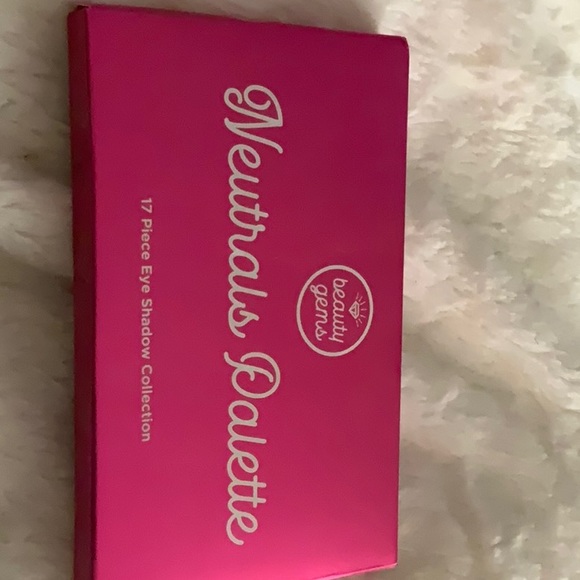 beauty
gems
Neutrals Palette
17 Piece Eye Shadow Collection